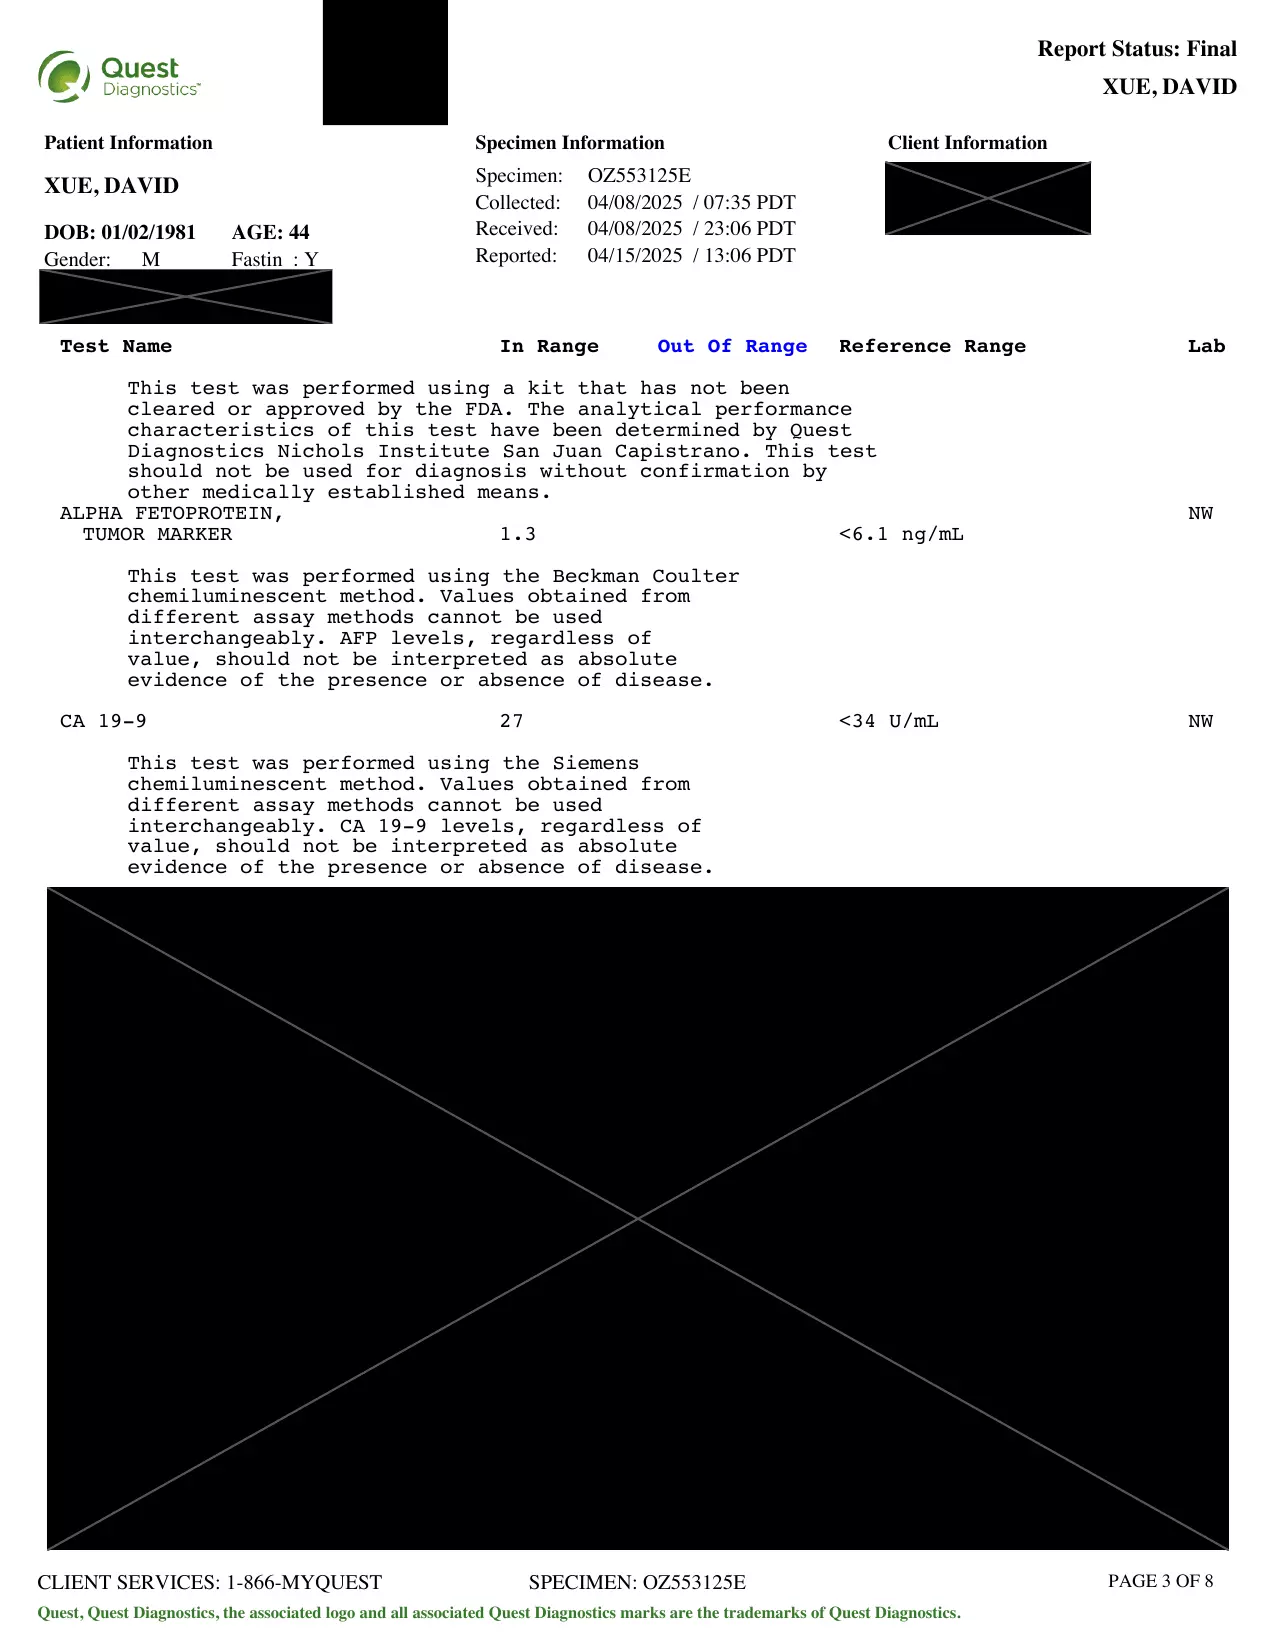 Quest
Diagnostics™
Report Status: Final
XUE, DAVID
Patient Information
XUE, DAVID
DOB: 01/02/1981 AGE: 44
Gender: M Fastin : Y
Specimen Information
Specimen: OZ553125E
Collected: 04/08/2025 / 07:35 PDT
Received: 04/08/2025 / 23:06 PDT
Reported: 04/15/2025 / 13:06 PDT
Client Information
Test Name In Range Out Of Range Reference Range Lab
This test was performed using a kit that has not been
cleared or approved by the FDA. The analytical performance
characteristics of this test have been determined by Quest
Diagnostics Nichols Institute San Juan Capistrano. This test
should not be used for diagnosis without confirmation by
other medically established means.
ALPHA FETOPROTEIN, NW
TUMOR MARKER 1.3 <6.1 ng/mL
This test was performed using the Beckman Coulter
chemiluminescent method. Values obtained from
different assay methods cannot be used
interchangeably. AFP levels, regardless of
value, should not be interpreted as absolute
evidence of the presence or absence of disease.
CA 19-9 27 <34 U/mL NW
This test was performed using the Siemens
chemiluminescent method. Values obtained from
different assay methods cannot be used
interchangeably. CA 19-9 levels, regardless of
value, should not be interpreted as absolute
evidence of the presence or absence of disease.
CLIENT SERVICES: 1-866-MYQUEST SPECIMEN: OZ553125E PAGE 3 OF 8
Quest, Quest Diagnostics, the associated logo and all associated Quest Diagnostics marks are the trademarks of Quest Diagnostics.